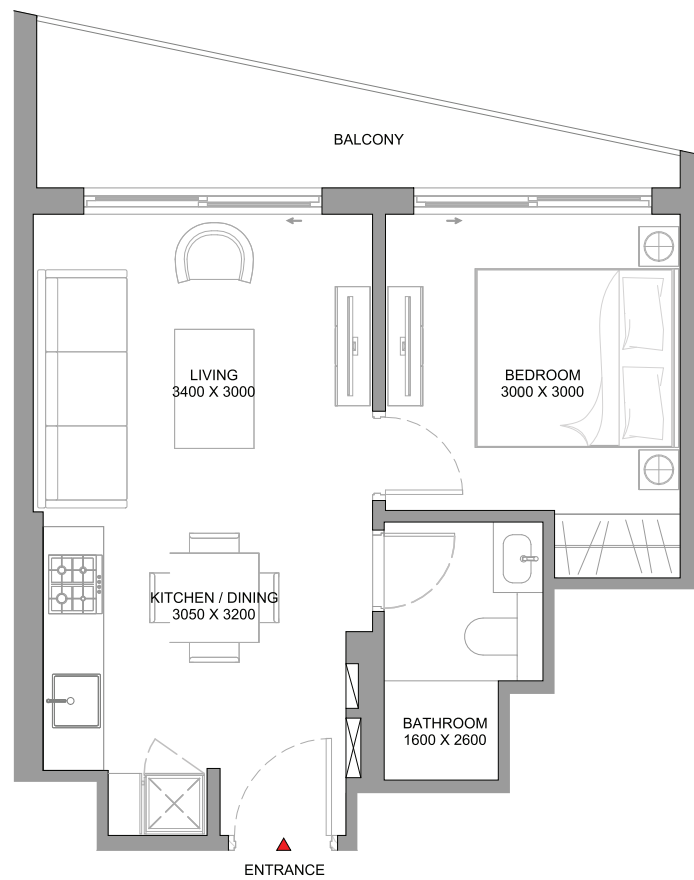 BALCONY
LIVING
3400 X 3000
BEDROOM
3000 X 3000
KITCHEN / DINING
3050 X 3200
BATHROOM
1600 X 2600
ENTRANCE